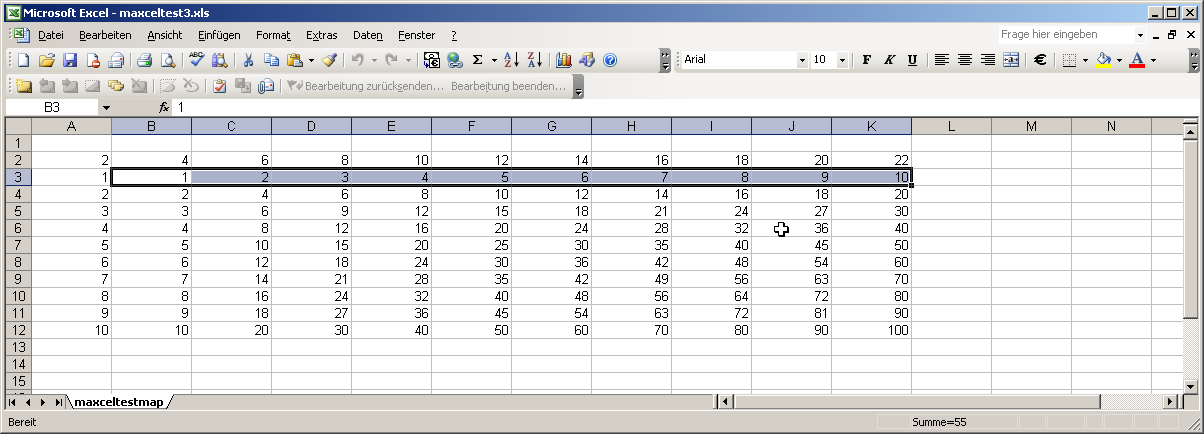 Microsoft Excel - maxceltest3.xls
Datei Bearbeiten Ansicht Einfügen Format Extras Daten Fenster ? Frage hier eingeben
Arial 10 F K U €
Bearbeitung zurücksenden... Bearbeitung beenden...
B3 fx 1
A B C D E F G H I J K L M N
1
2 2 4 6 8 10 12 14 16 18 20 22
3 1 1 2 3 4 5 6 7 8 9 10
4 2 2 4 6 8 10 12 14 16 18 20
5 3 3 6 9 12 15 18 21 24 27 30
6 4 4 8 12 16 20 24 28 32 36 40
7 5 5 10 15 20 25 30 35 40 45 50
8 6 6 12 18 24 30 36 42 48 54 60
9 7 7 14 21 28 35 42 49 56 63 70
10 8 8 16 24 32 40 48 56 64 72 80
11 9 9 18 27 36 45 54 63 72 81 90
12 10 10 20 30 40 50 60 70 80 90 100
13
14
15
maxceltestmap
Bereit Summe=55